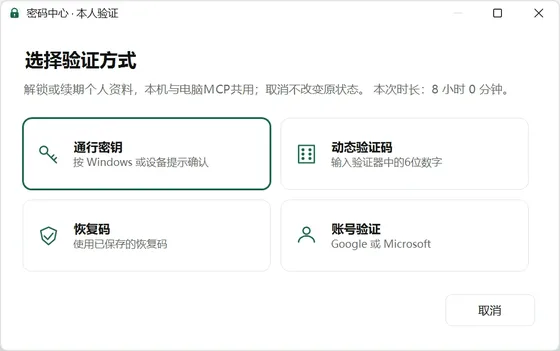 密码中心 · 本人验证
选择验证方式
解锁或续期个人资料，本机与电脑MCP共用；取消不改变原状态。 本次时长：8 小时 0 分钟。
通行密钥
按 Windows 或设备提示确认
动态验证码
输入验证器中的6位数字
恢复码
使用已保存的恢复码
账号验证
Google 或 Microsoft
取消